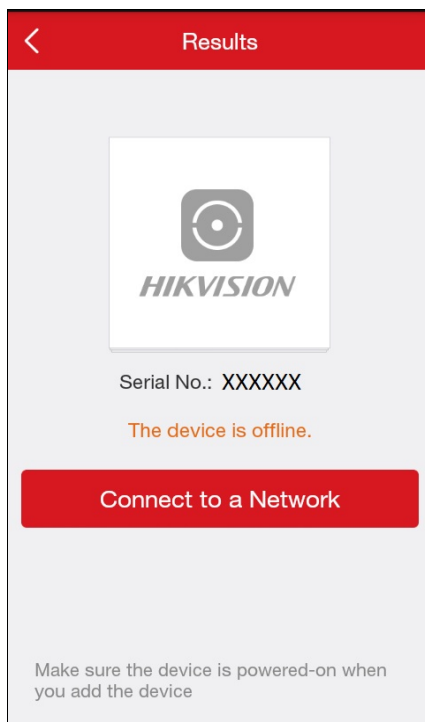 Results
HIKVISION
Serial No.: XXXXXX
The device is offline.
Connect to a Network
Make sure the device is powered-on when
you add the device